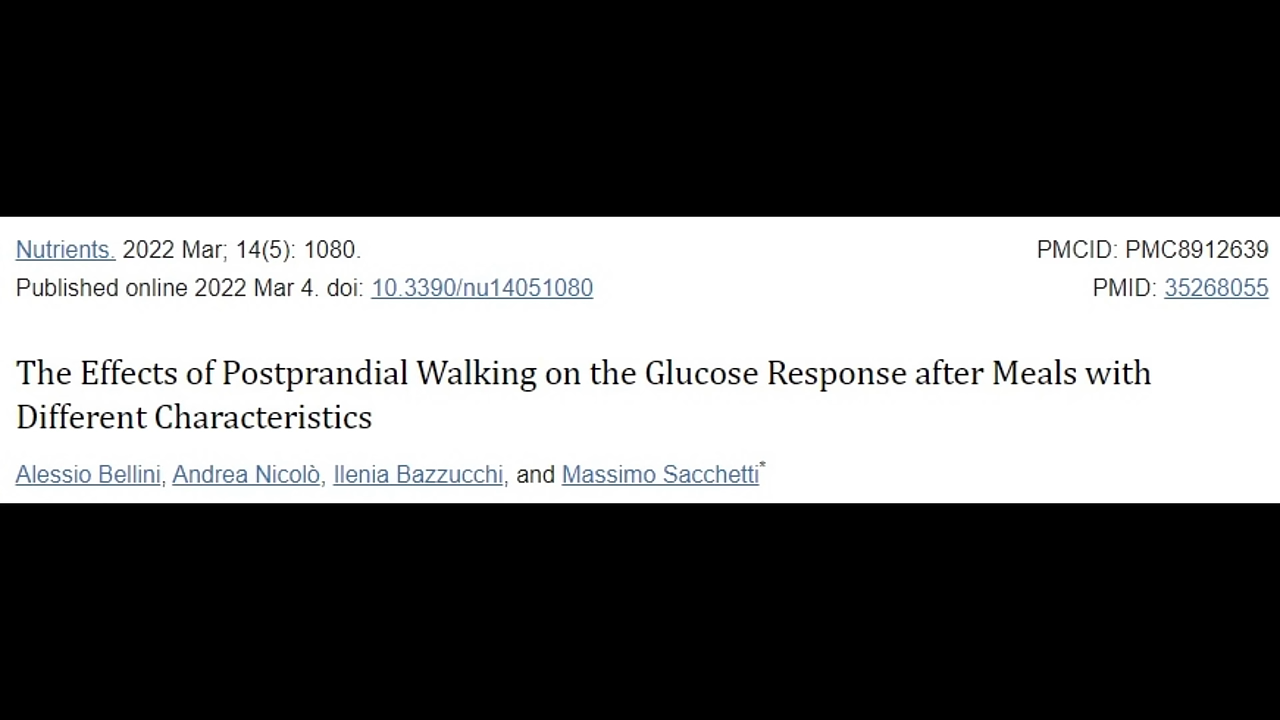 Nutrients. 2022 Mar; 14(5): 1080.
PMCID: PMC8912639
Published online 2022 Mar 4. doi: 10.3390/nu14051080
PMID: 35268055
The Effects of Postprandial Walking on the Glucose Response after Meals with
Different Characteristics
Alessio Bellini, Andrea Nicolò, Ilenia Bazzucchi, and Massimo Sacchetti*